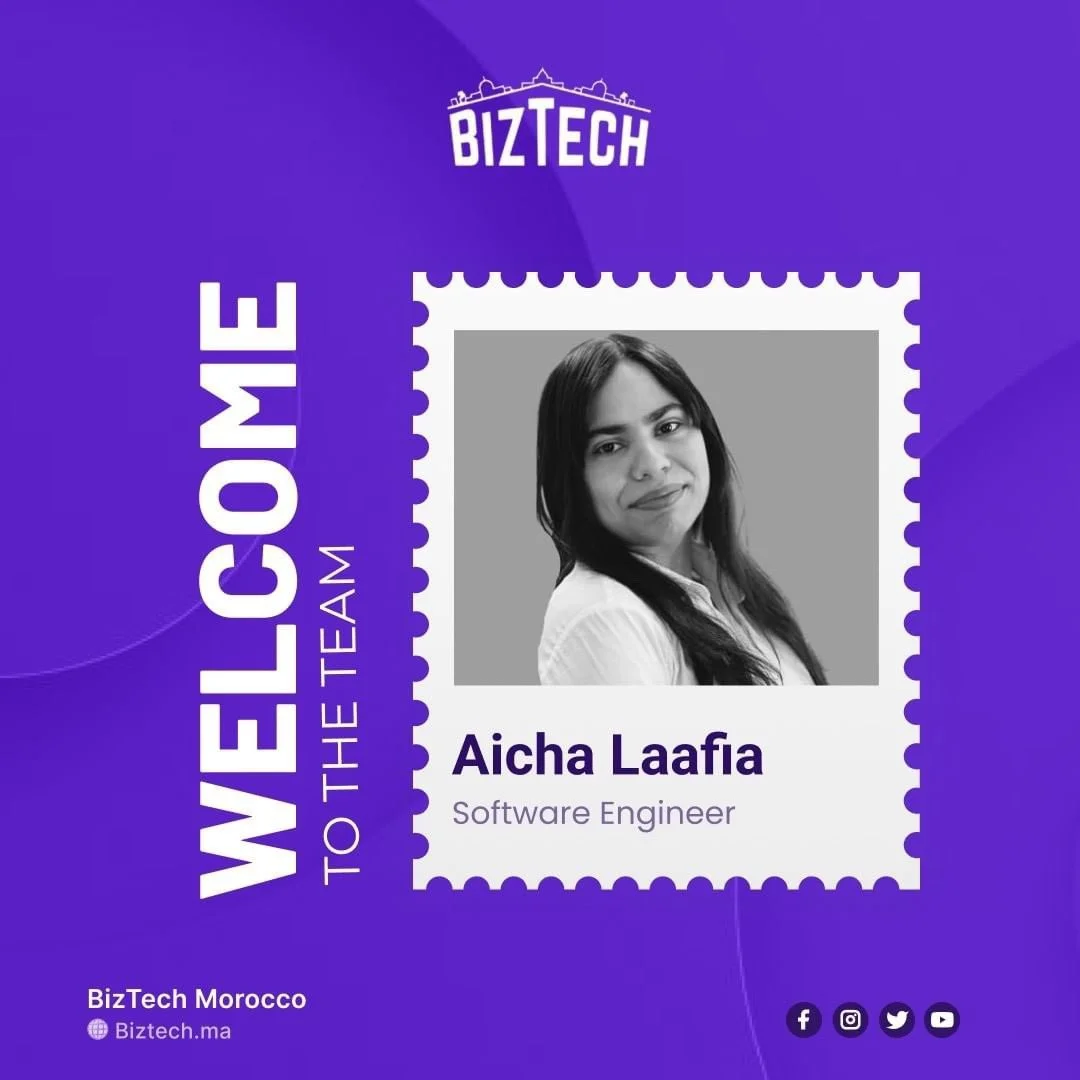 BIZTECH
WELCOME
TO THE TEAM
Aicha Laafia
Software Engineer
BizTech Morocco
Biztech.ma